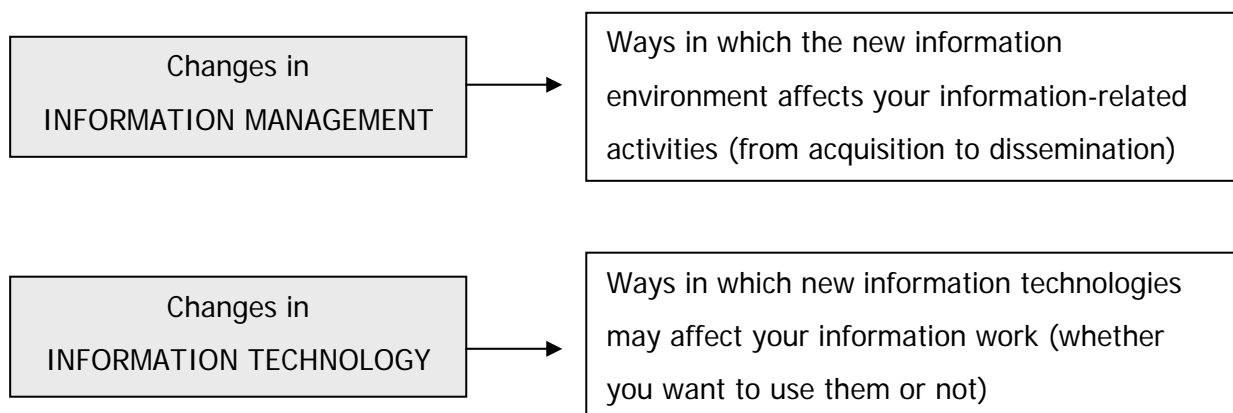 Changes in
INFORMATION MANAGEMENT
Ways in which the new information
environment affects your information-related
activities (from acquisition to dissemination)
Changes in
INFORMATION TECHNOLOGY
Ways in which new information technologies
may affect your information work (whether
you want to use them or not)